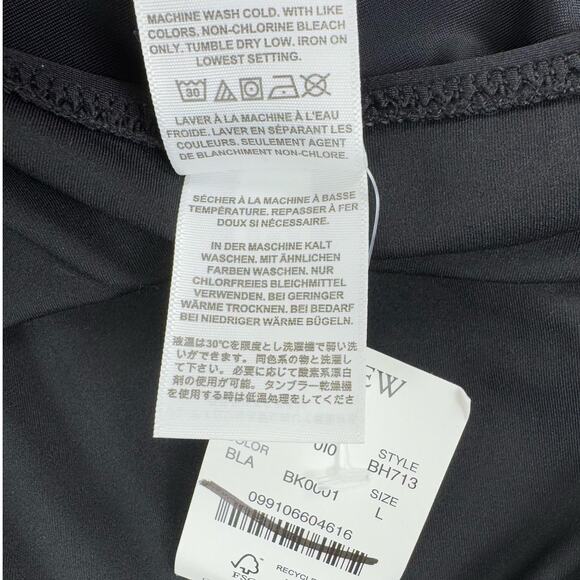 MACHINE WASH COLD. WITH LIKE
COLORS, NON-CHLORINE BLEACH
ONLY. TUMBLE DRY LOW. IRON ON
LOWEST SETTING.
30
LAVER À LA MACHINE À L'EAU
FROIDE. LAVER EN SÉPARANT LES
COULEURS. SEULEMENT AGENT
DE BLANCHIMENT NON-CHLORE.
SÉCHER À LA MACHINE À BASSE
TEMPÉRATURE. REPASSER À FER
DOUX SI NÉCESSAIRE.
IN DER MASCHINE KALT
WASCHEN. MIT ÄHNLICHEN
FARBEN WASCHEN. NUR
CHLORFREIES BLEICHMITTEL
VERWENDEN. BEI GERINGER
WÄRME TROCKNEN. BEI BEDARF
BEI NIEDRIGER WÄRME BÜGELN.
液温は30℃を限度とし洗濯機で弱い洗
いができる。同色系の物と洗濯し
て下さい。必要に応じて酸素系漂白
剤の使用が可能。タンブラー乾燥機
を使用する時は低温処理をしてくださ
EW
010 STYLE
COLOR BH713
BLA BK0001 SIZE
L
099106604616
FSC RECYCLE